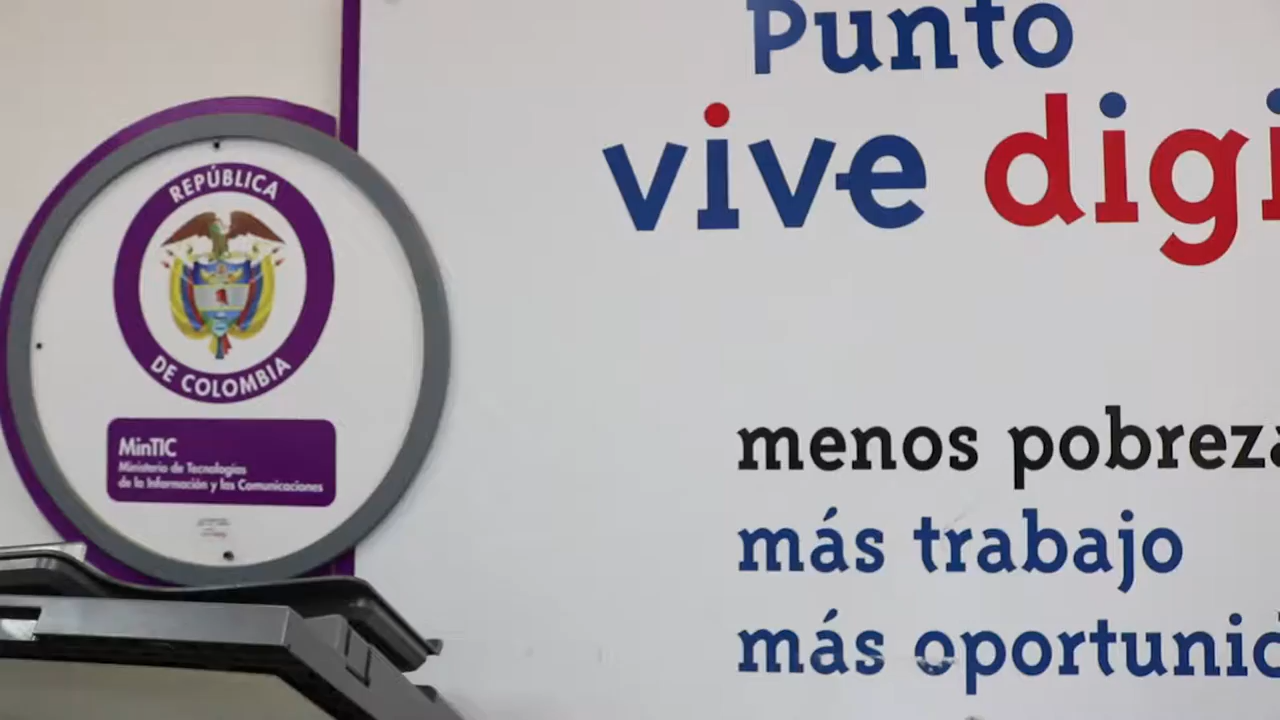 REPÚBLICA
DE COLOMBIA
MinTIC
Ministerio de Tecnologías
de la Información y las Comunicaciones
Punto
vive digi
menos pobreza
más trabajo
más oportunid